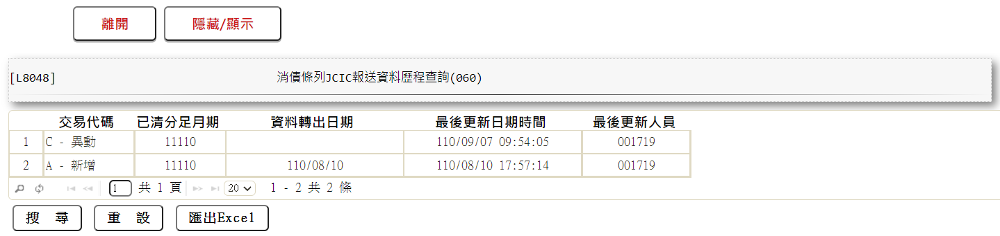 離開 隱藏/顯示
[L8048] 消債條列JCIC報送資料歷程查詢(060)
交易代碼 已清分足月期 資料轉出日期 最後更新日期時間 最後更新人員
1 C - 異動 11110 110/09/07 09:54:05 001719
2 A - 新增 11110 110/08/10 110/08/10 17:57:14 001719
1 共 1 頁 20 1 - 2 共 2 條
搜 尋 重 設 匯出Excel